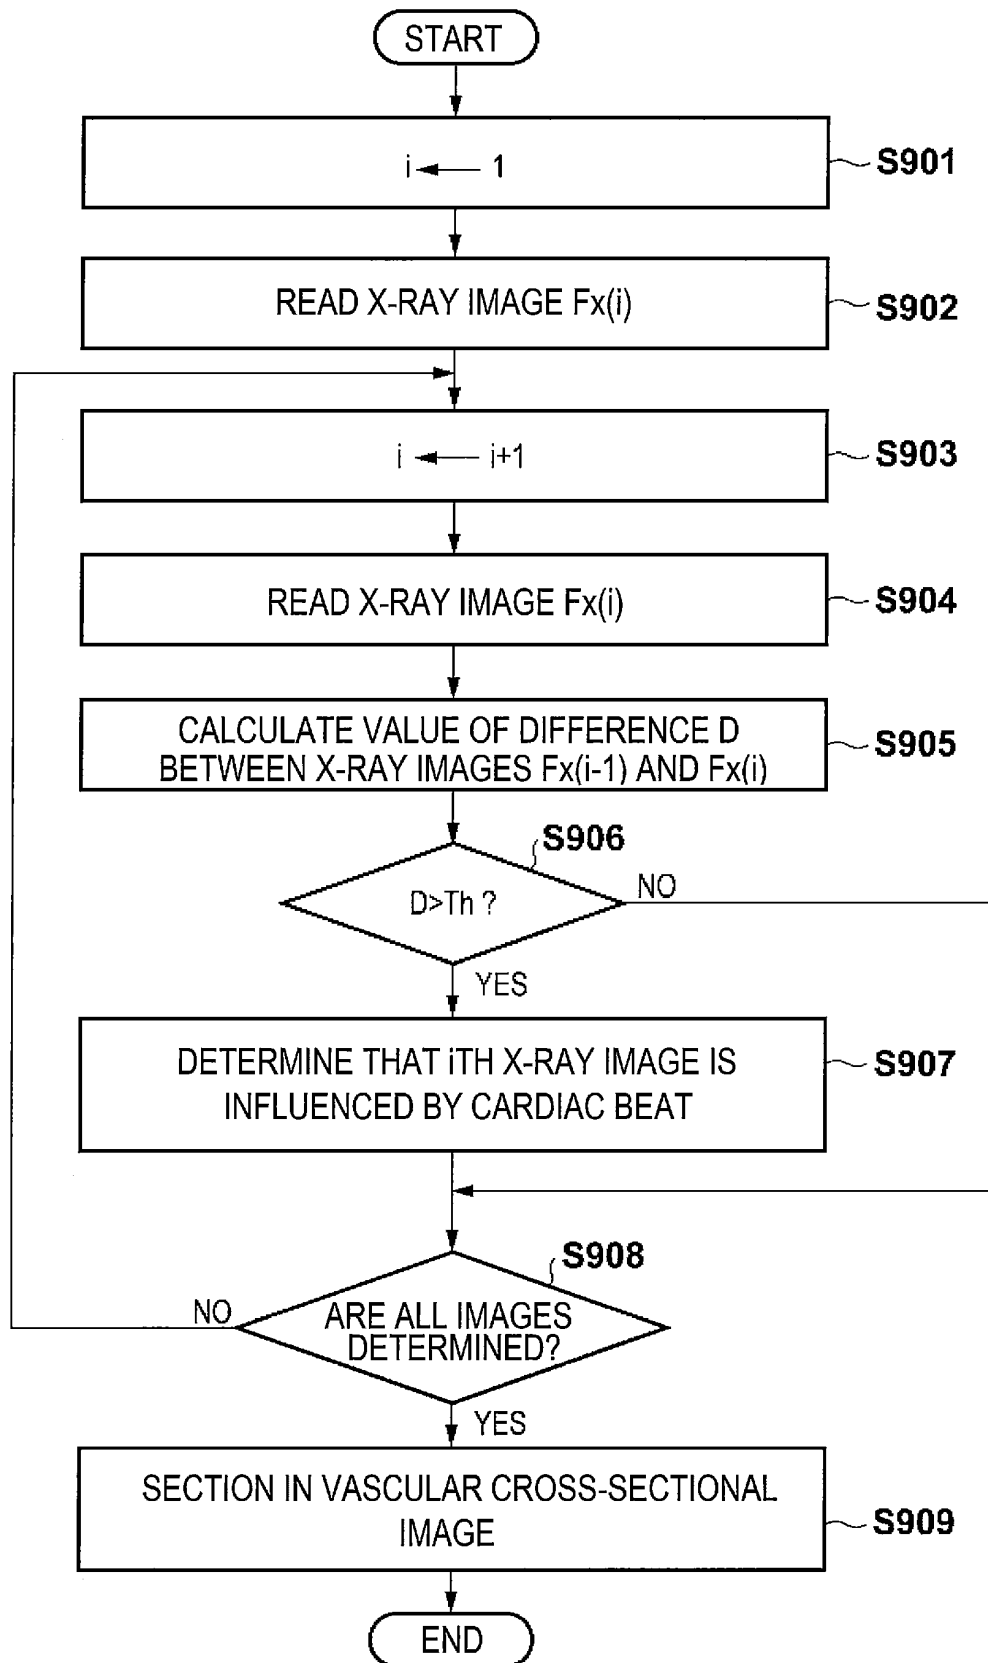 START
i ← 1
S901
READ X-RAY IMAGE Fx(i)
S902
i ← i+1
S903
READ X-RAY IMAGE Fx(i)
S904
CALCULATE VALUE OF DIFFERENCE D
BETWEEN X-RAY IMAGES Fx(i-1) AND Fx(i)
S905
S906
D>Th ?
NO
YES
DETERMINE THAT iTH X-RAY IMAGE IS
INFLUENCED BY CARDIAC BEAT
S907
S908
ARE ALL IMAGES
DETERMINED?
NO
YES
SECTION IN VASCULAR CROSS-SECTIONAL
IMAGE
S909
END